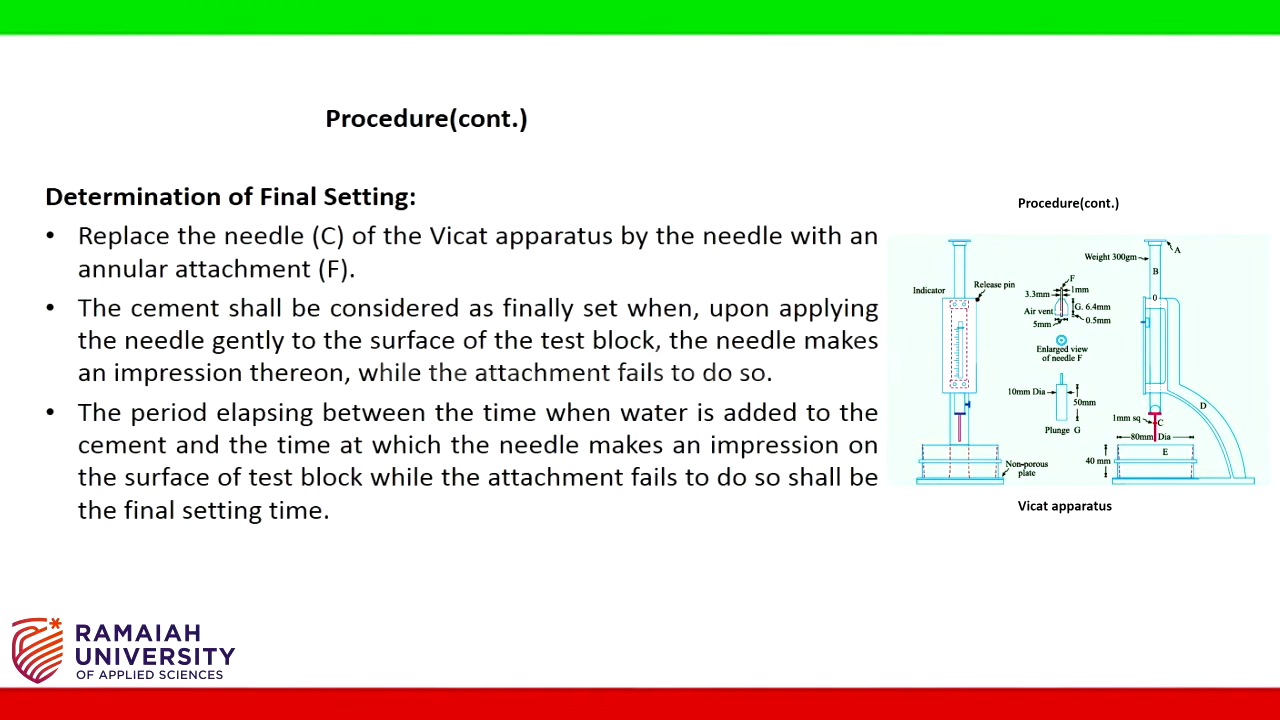 Procedure(cont.)
Determination of Final Setting:
• Replace the needle (C) of the Vicat apparatus by the needle with an
annular attachment (F).
• The cement shall be considered as finally set when, upon applying
the needle gently to the surface of the test block, the needle makes
an impression thereon, while the attachment fails to do so.
• The period elapsing between the time when water is added to the
cement and the time at which the needle makes an impression on
the surface of test block while the attachment fails to do so shall be
the final setting time.
Procedure(cont.)
A
Weight 300gm
B
Release pin
Indicator
F
1mm
3.3mm
0
G. 6.4mm
Air vent
0.5mm
5mm
Enlarged view
of needle F
10mm Dia
50mm
Plunge G
1mm sq
C
D
80mm Dia
E
40 mm
Non-porous
plate
Vicat apparatus
RAMAIAH
UNIVERSITY
OF APPLIED SCIENCES